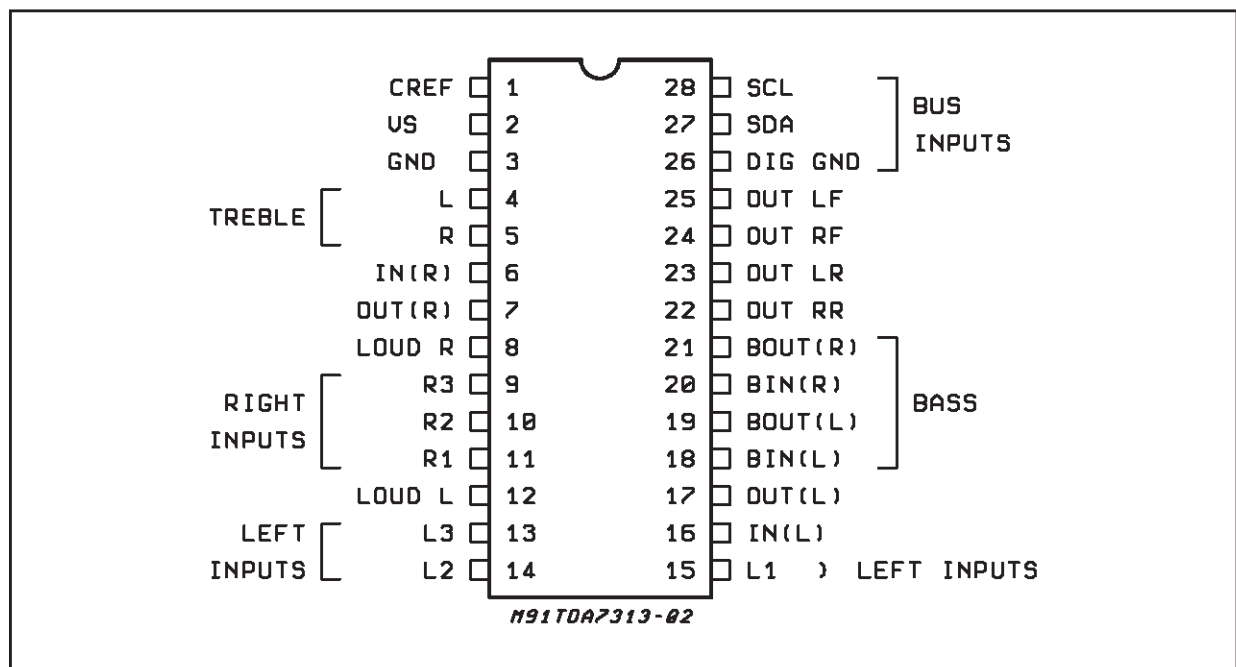 CREF 1 28 SCL
VS 2 27 SDA
BUS INPUTS
GND 3 26 DIG GND
TREBLE
L 4 25 OUT LF
R 5 24 OUT RF
IN(R) 6 23 OUT LR
OUT(R) 7 22 OUT RR
LOUD R 8 21 BOUT(R)
RIGHT INPUTS
R3 9 20 BIN(R)
BASS
R2 10 19 BOUT(L)
R1 11 18 BIN(L)
LOUD L 12 17 OUT(L)
LEFT INPUTS
L3 13 16 IN(L)
L2 14 15 L1 ) LEFT INPUTS
M91TDA7313-02